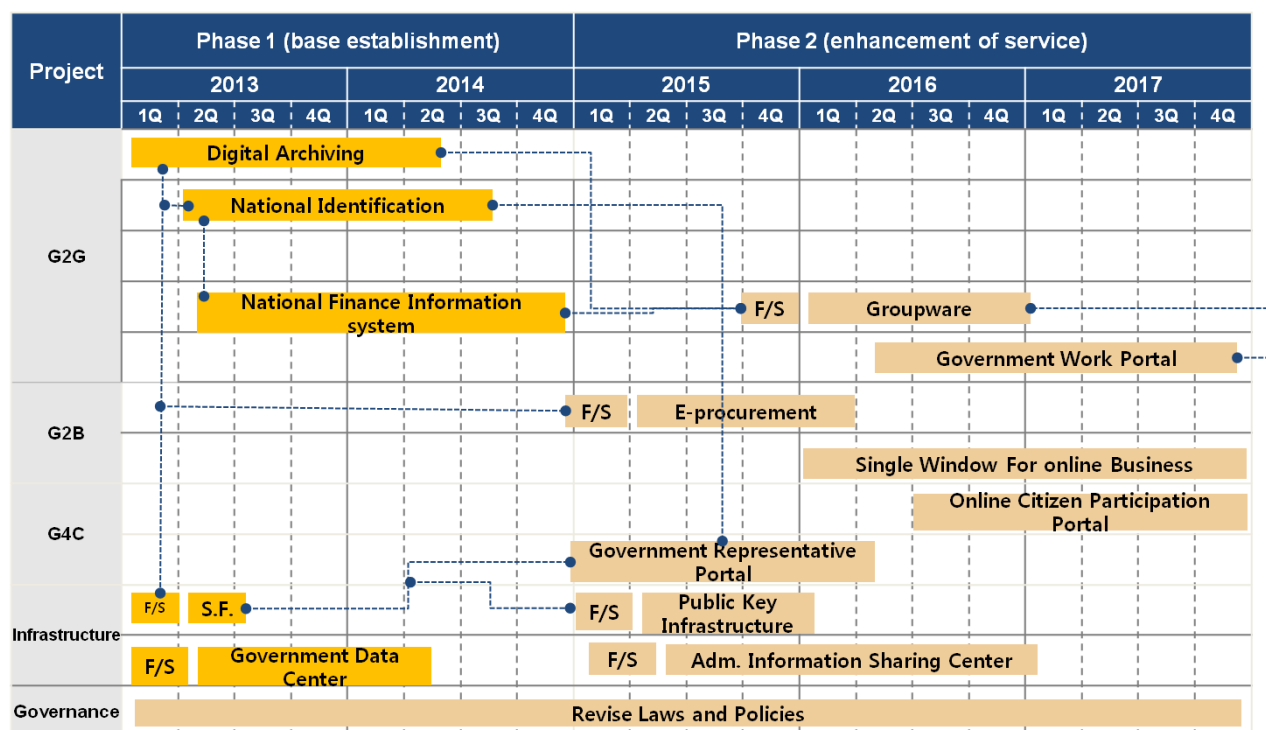 Project
Phase 1 (base establishment)
Phase 2 (enhancement of service)
2013
2014
2015
2016
2017
1Q 2Q 3Q 4Q 1Q 2Q 3Q 4Q 1Q 2Q 3Q 4Q 1Q 2Q 3Q 4Q 1Q 2Q 3Q 4Q
G2G
Digital Archiving
National Identification
National Finance Information
system
F/S
Groupware
Government Work Portal
G2B
F/S
E-procurement
Single Window For online Business
G4C
Online Citizen Participation
Portal
Government Representative
Portal
Infrastructure
F/S
S.F.
F/S
Public Key
Infrastructure
F/S
Government Data
Center
F/S
Adm. Information Sharing Center
Governance
Revise Laws and Policies